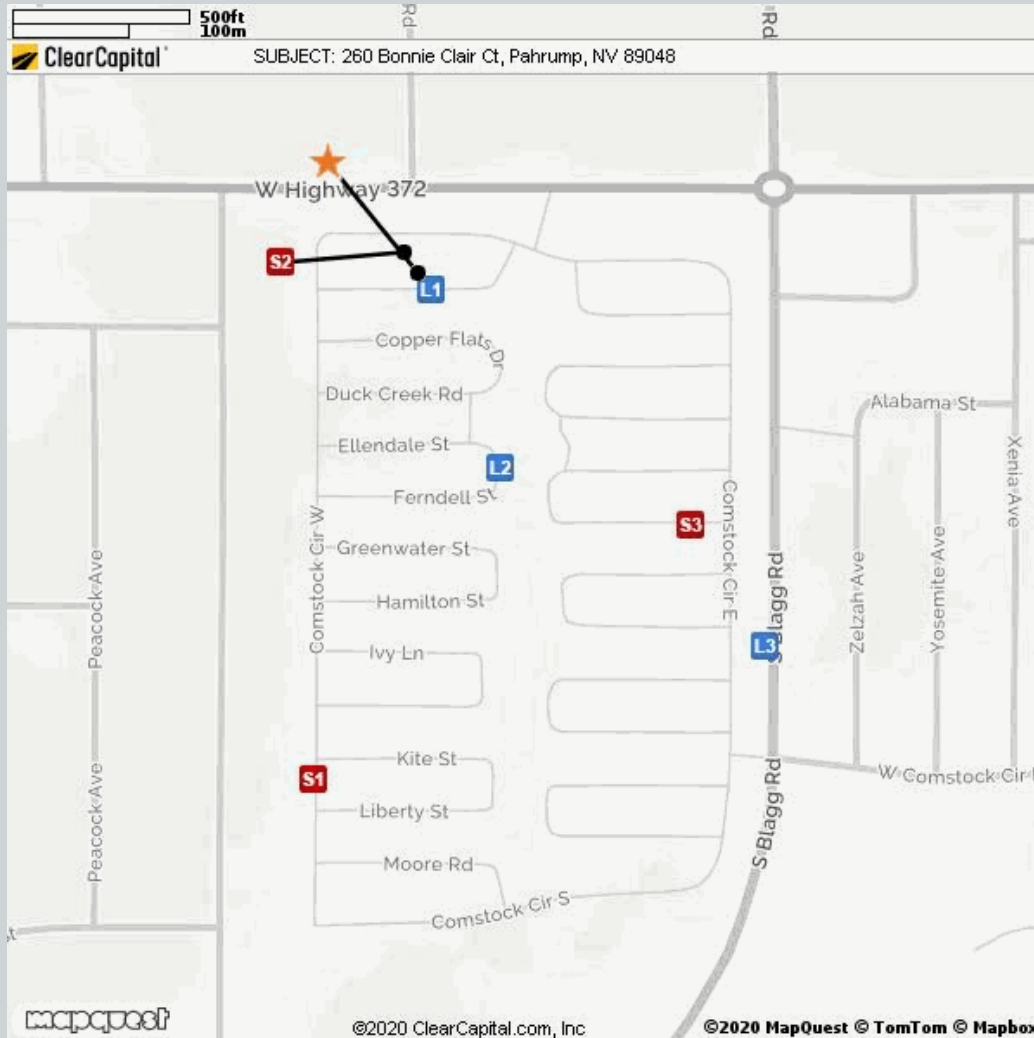 500ft
100m
Rd
Rd
ClearCapital
SUBJECT: 260 Bonnie Clair Ct, Pahrump, NV 89048
W Highway 372
S2
L1
Copper Flats Dr
Duck Creek Rd
Alabama St
Ellendale St
L2
Ferndell St
Xenia Ave
S3
Comstock Cir W
Comstock Cir E
Greenwater St
Peacock Ave
S Blagg Rd
Zelzah Ave
Yosemite Ave
Hamilton St
L3
Ivy Ln
Kite St
S1
W Comstock Cir
Liberty St
Peacock Ave
S Blagg Rd
Moore Rd
Comstock Cir S
st
mapquest
©2020 ClearCapital.com, Inc
©2020 MapQuest © TomTom © Mapbox